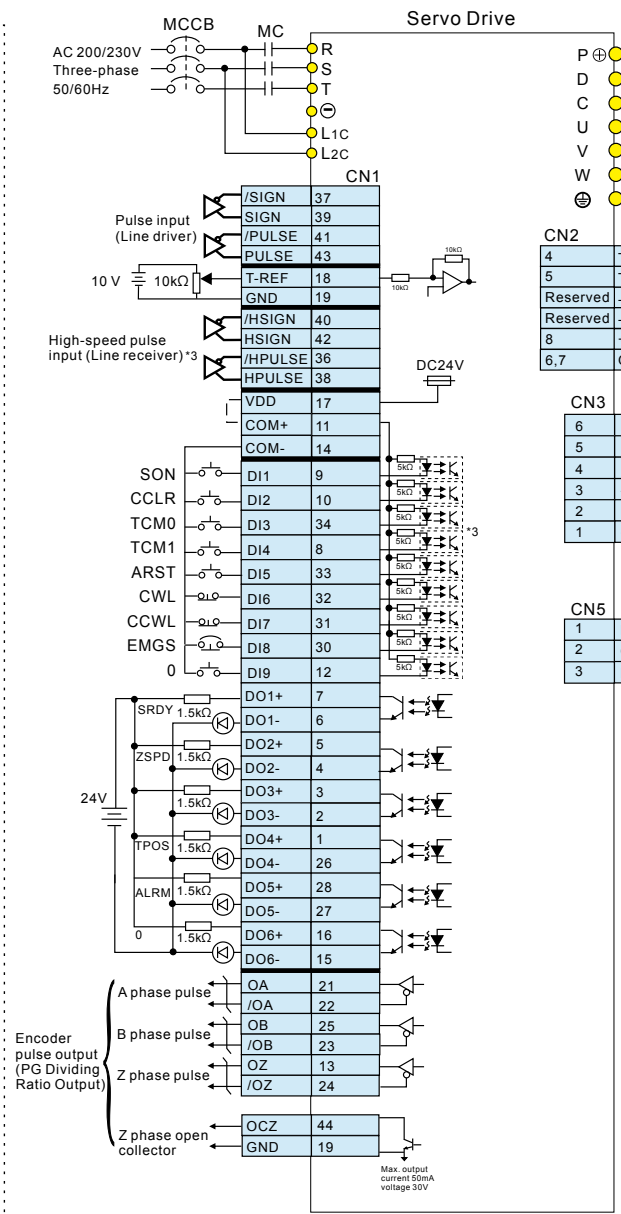 Servo Drive
MCCB
MC
AC 200/230V
Three-phase
50/60Hz
R
S
T
⊖
L1C
L2C
P ⊕
D
C
U
V
W
CN1
/SIGN 37
SIGN 39
/PULSE 41
PULSE 43
T-REF 18
GND 19
/HSIGN 40
HSIGN 42
/HPULSE 36
HPULSE 38
VDD 17
COM+ 11
COM- 14
DI1 9
DI2 10
DI3 34
DI4 8
DI5 33
DI6 32
DI7 31
DI8 30
DI9 12
DO1+ 7
DO1- 6
DO2+ 5
DO2- 4
DO3+ 3
DO3- 2
DO4+ 1
DO4- 26
DO5+ 28
DO5- 27
DO6+ 16
DO6- 15
OA 21
/OA 22
OB 25
/OB 23
OZ 13
/OZ 24
OCZ 44
GND 19
Pulse input
(Line driver)
10 V
10kΩ
10kΩ
10kΩ
High-speed pulse
input (Line receiver) *3
DC24V
SON
CCLR
TCM0
TCM1
ARST
CWL
CCWL
EMGS
0
5kΩ
5kΩ
5kΩ
5kΩ
5kΩ
5kΩ
5kΩ
5kΩ
5kΩ
*3
24V
SRDY 1.5kΩ
ZSPD 1.5kΩ
1.5kΩ
TPOS 1.5kΩ
ALRM 1.5kΩ
0 1.5kΩ
Encoder
pulse output
(PG Dividing
Ratio Output)
A phase pulse
B phase pulse
Z phase pulse
Z phase open
collector
Max. output
current 50mA
voltage 30V
CN2
4
5
Reserved
Reserved
8
6,7
CN3
6
5
4
3
2
1
CN5
1
2
3